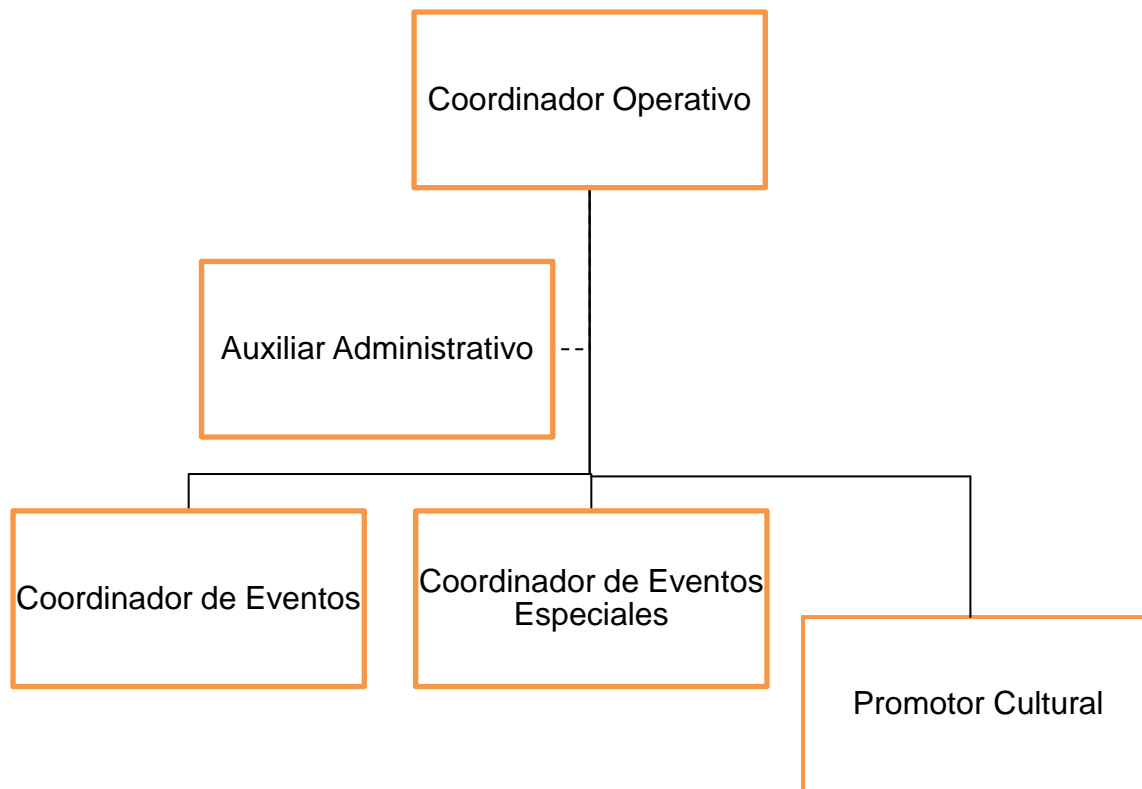 Coordinador Operativo
Auxiliar Administrativo
Coordinador de Eventos
Coordinador de Eventos
Especiales
Promotor Cultural